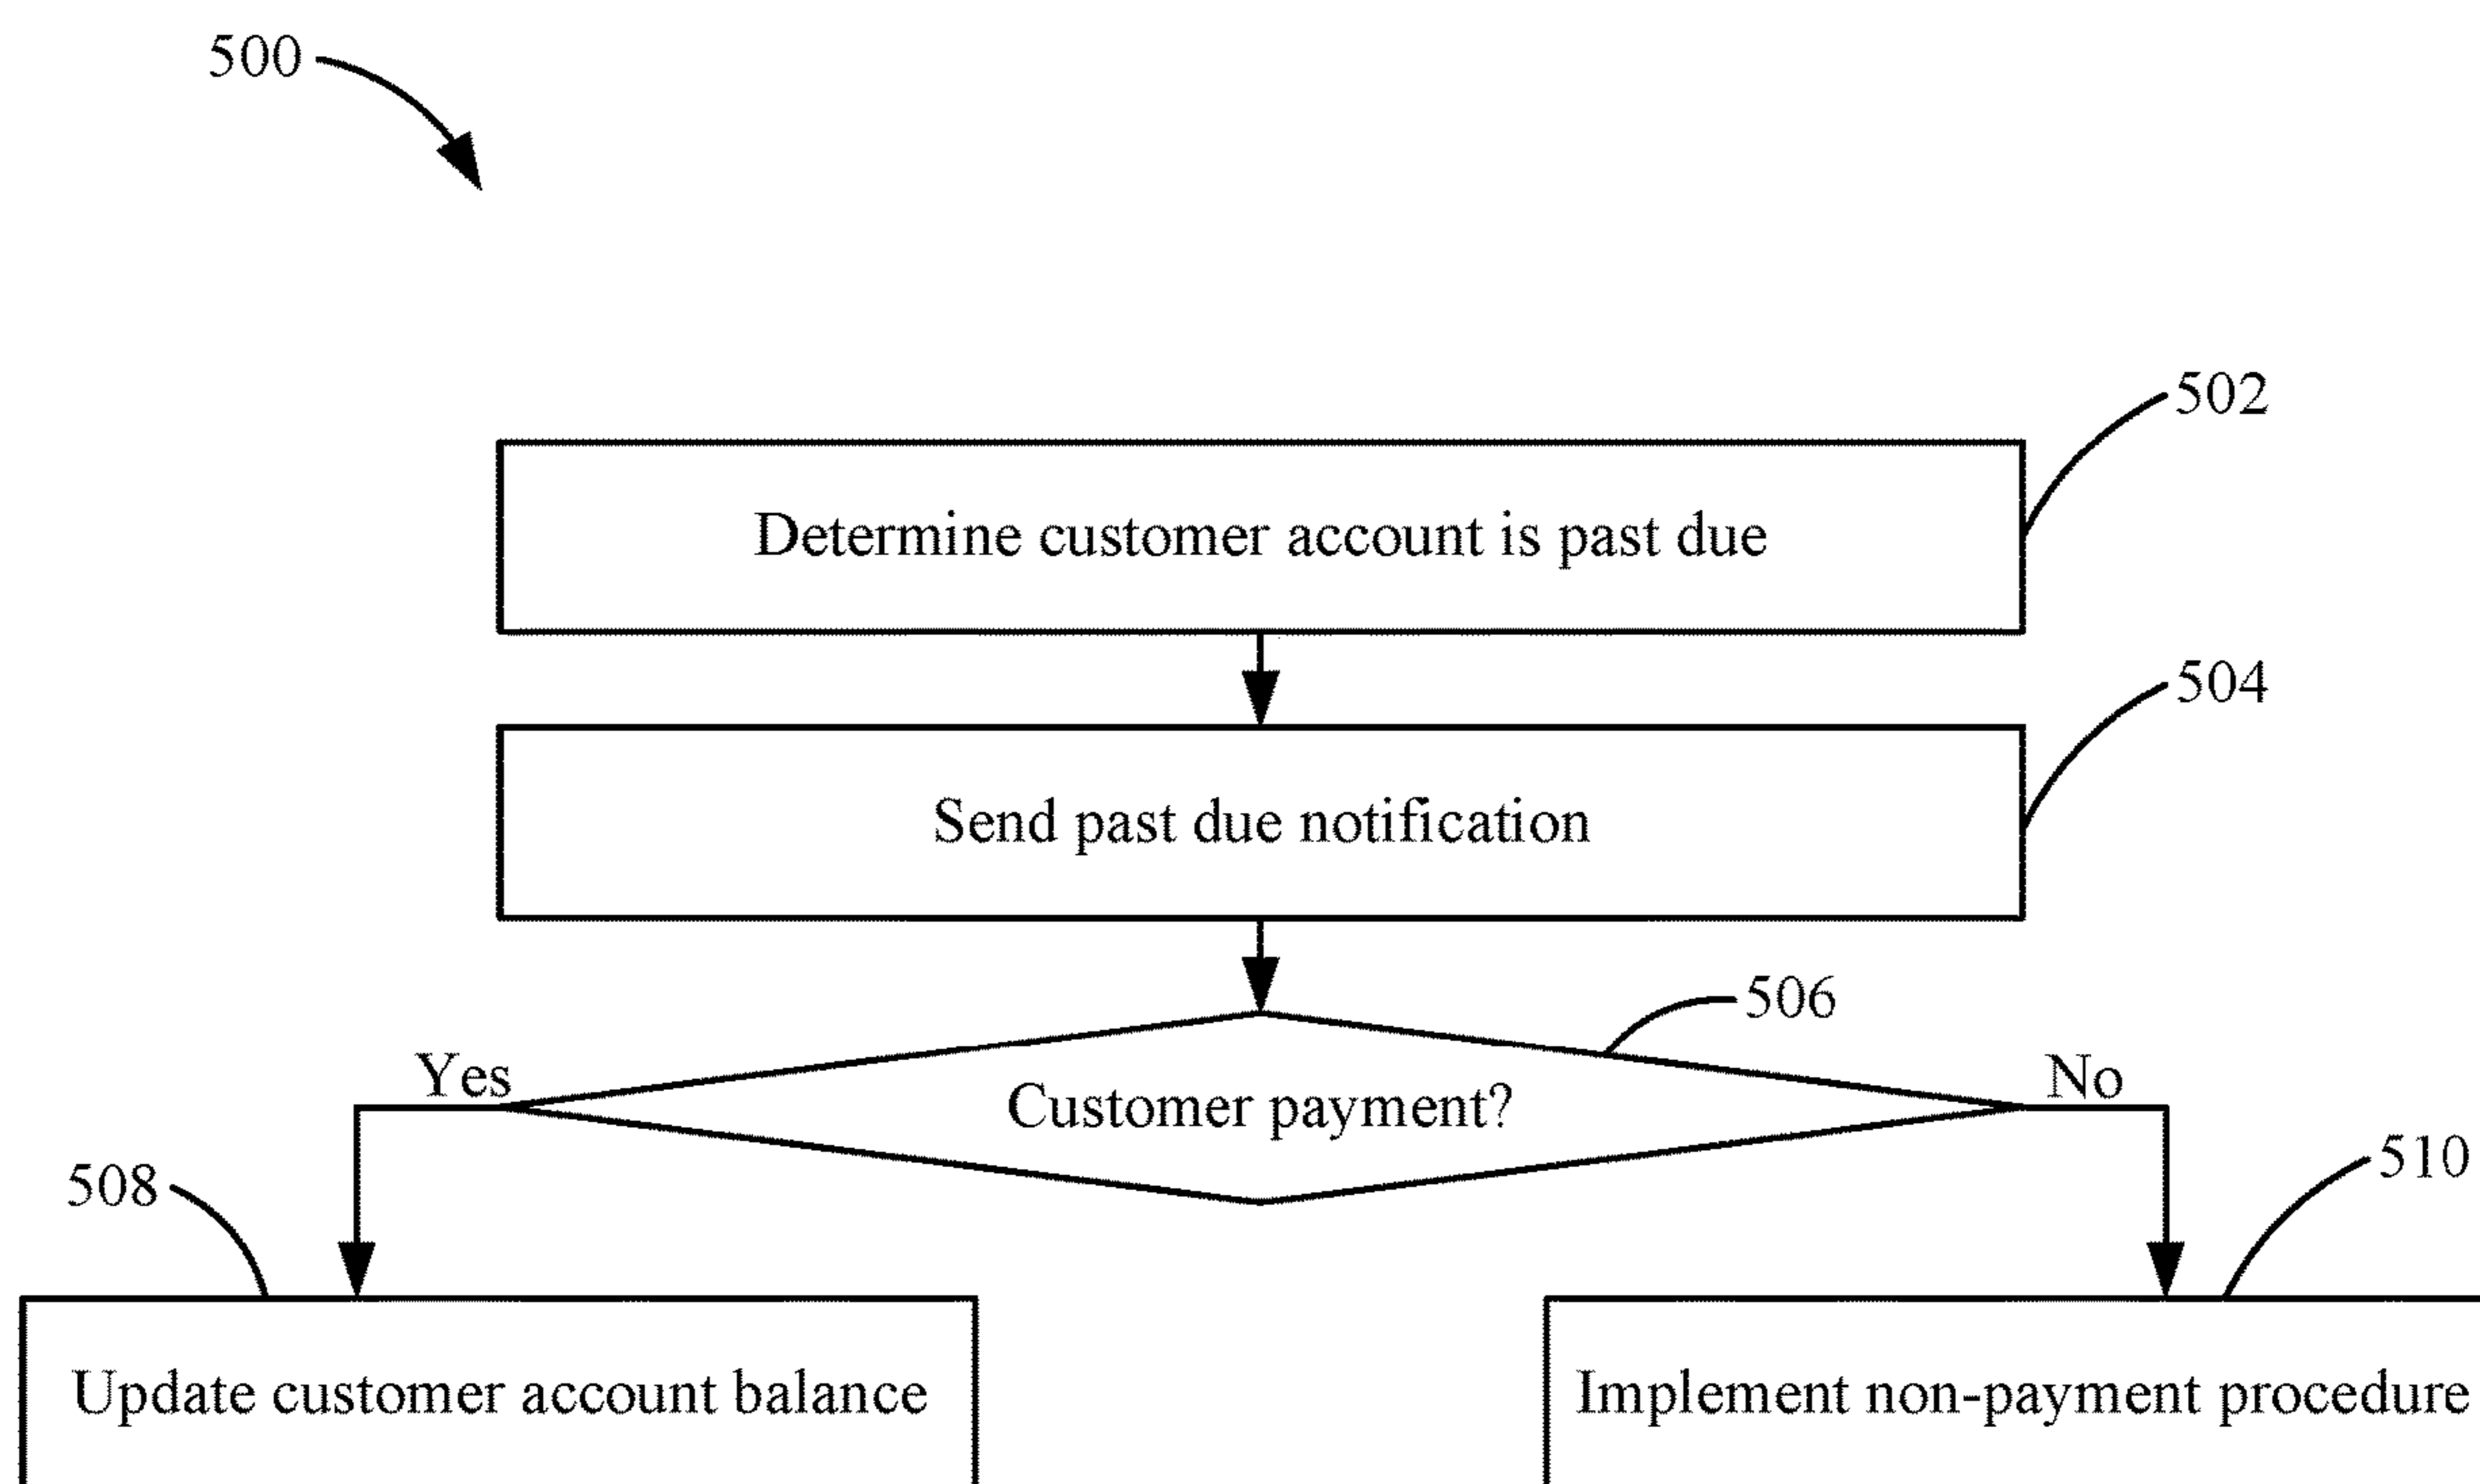 500
502
Determine customer account is past due
504
Send past due notification
506
Yes
No
Customer payment?
510
508
Update customer account balance
Implement non-payment procedure